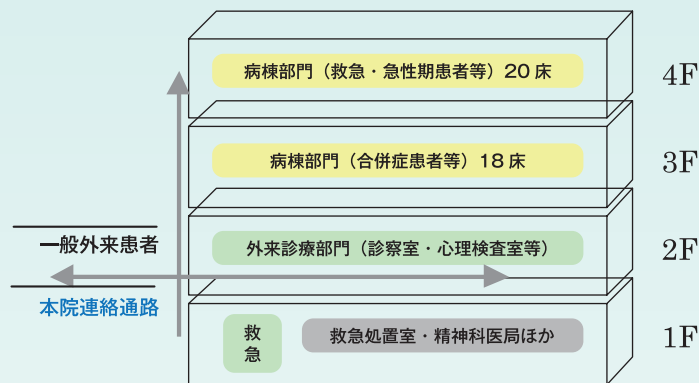 病棟部門（救急・急性期患者等）20床
4F
病棟部門（合併症患者等）18床
3F
一般外来患者
外来診療部門（診察室・心理検査室等）
2F
本院連絡通路
救急
救急処置室・精神科医局ほか
1F